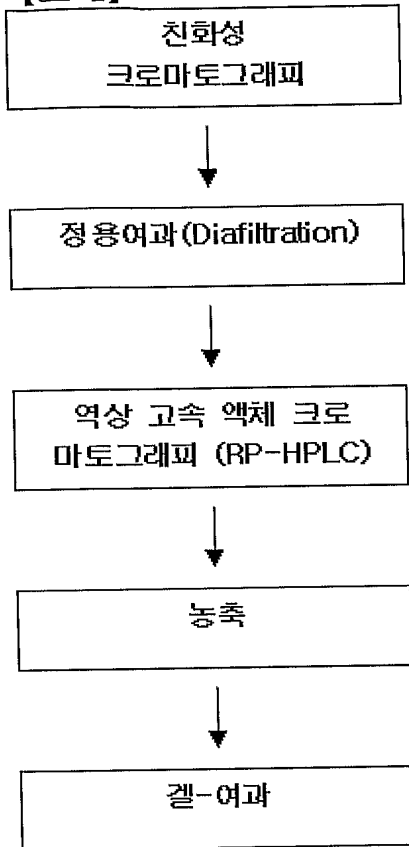 친화성
크로마토그래피
정용여과(Diafiltration)
역상 고속 액체 크로
마토그래피 (RP-HPLC)
농축
겔-여과